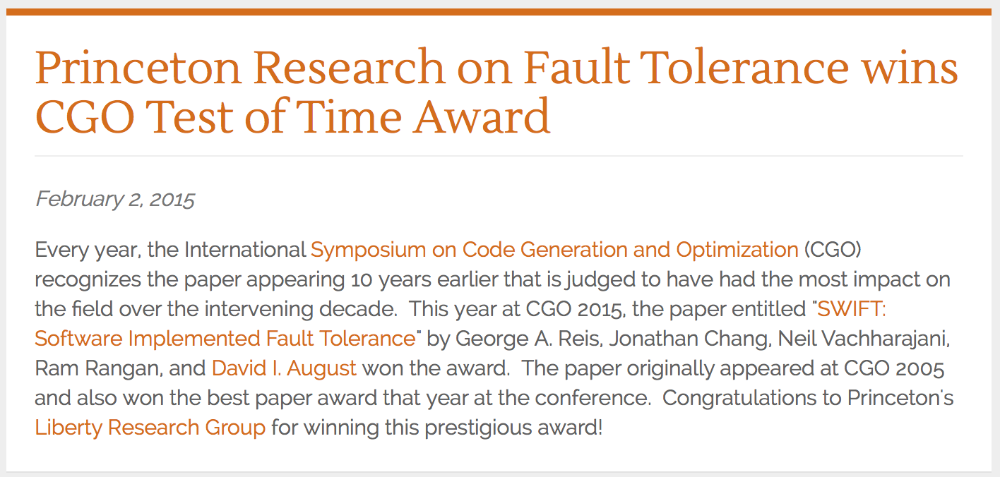 Princeton Research on Fault Tolerance wins
CGO Test of Time Award
February 2, 2015
Every year, the International Symposium on Code Generation and Optimization (CGO)
recognizes the paper appearing 10 years earlier that is judged to have had the most impact on
the field over the intervening decade.  This year at CGO 2015, the paper entitled "SWIFT:
Software Implemented Fault Tolerance" by George A. Reis, Jonathan Chang, Neil Vachharajani,
Ram Rangan, and David I. August won the award.  The paper originally appeared at CGO 2005
and also won the best paper award that year at the conference.  Congratulations to Princeton's
Liberty Research Group for winning this prestigious award!